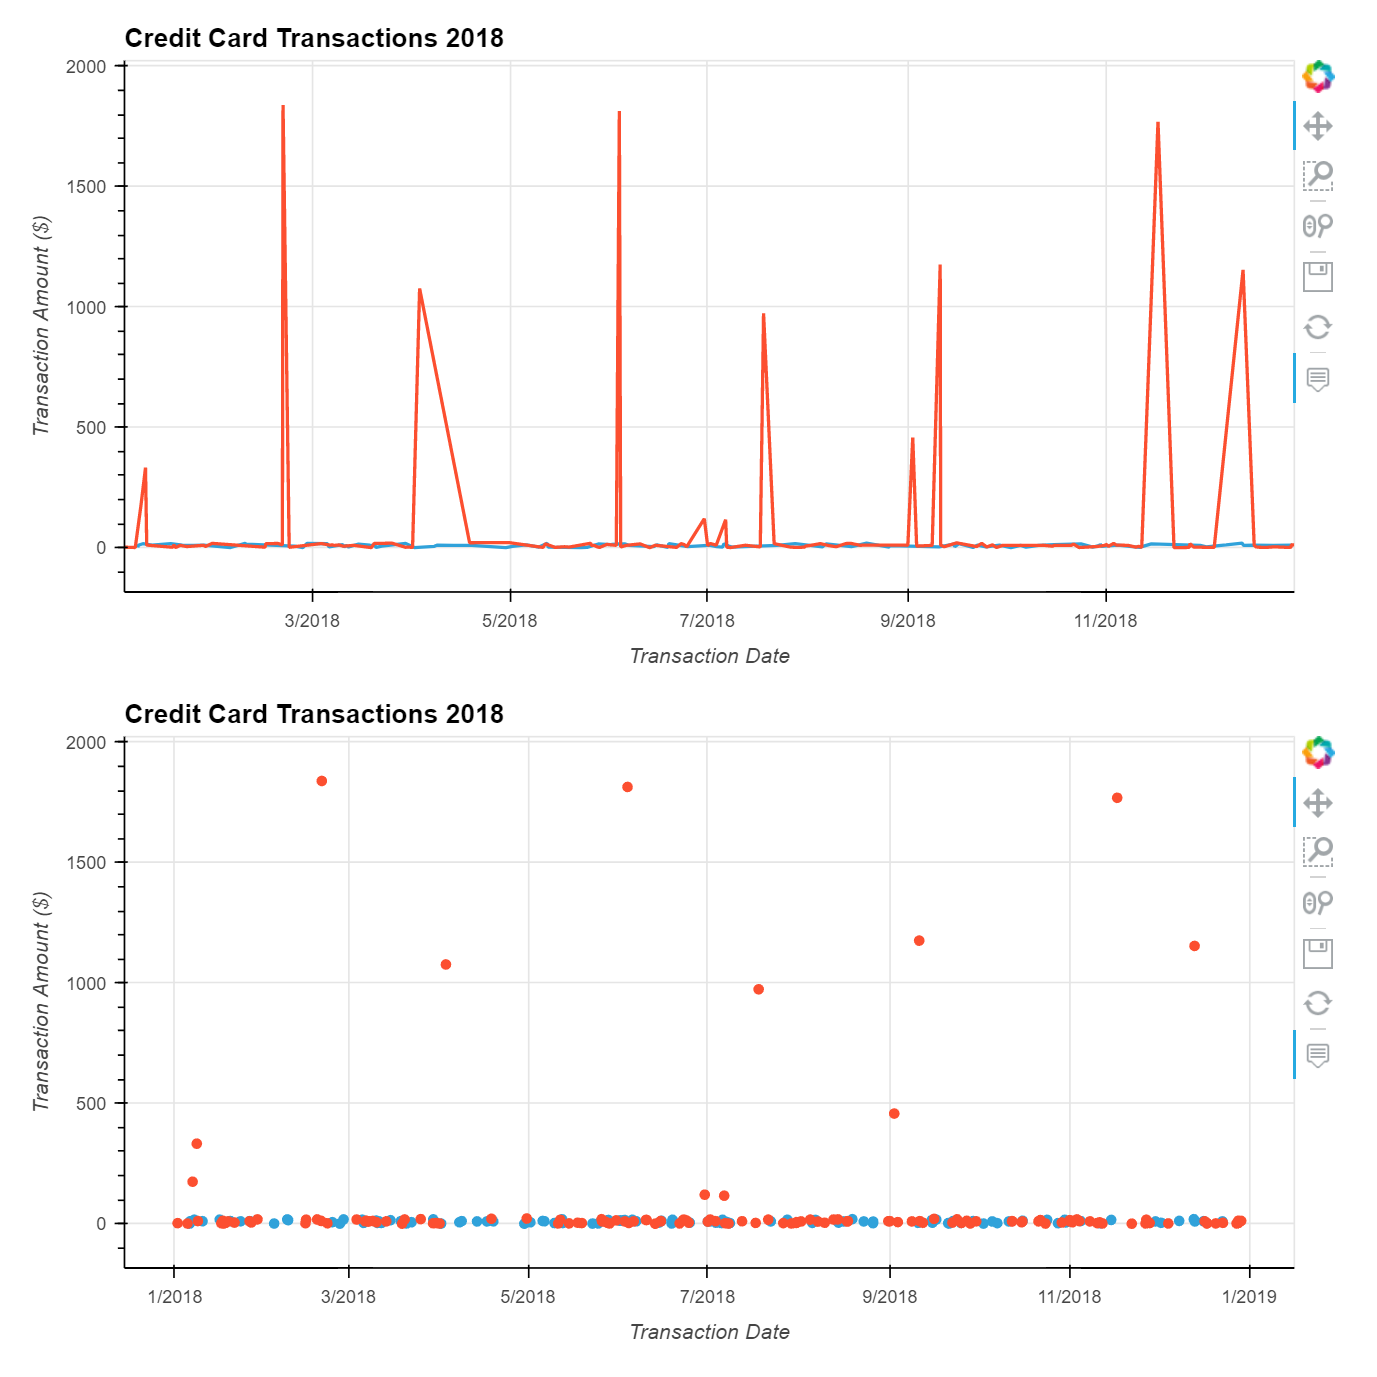 Credit Card Transactions 2018
2000
1500
1000
500
0
Transaction Amount ($)
3/2018 5/2018 7/2018 9/2018 11/2018
Transaction Date
Credit Card Transactions 2018
2000
1500
1000
500
0
Transaction Amount ($)
1/2018 3/2018 5/2018 7/2018 9/2018 11/2018 1/2019
Transaction Date